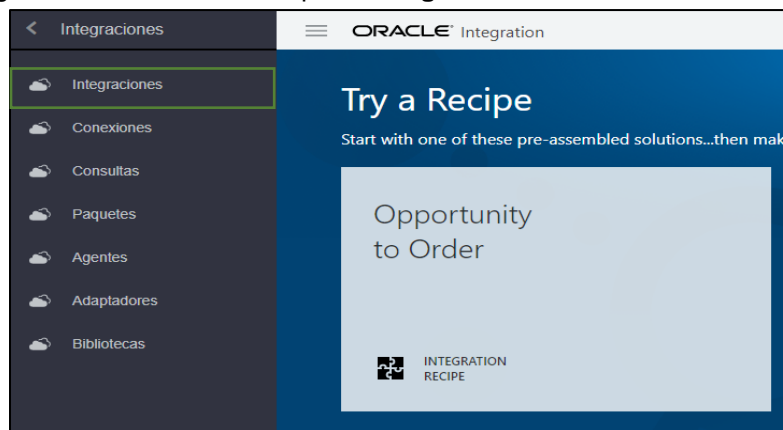 Integraciones
ORACLE Integration
Integraciones
Conexiones
Consultas
Paquetes
Agentes
Adaptadores
Bibliotecas
Try a Recipe
Start with one of these pre-assembled solutions...then mak
Opportunity
to Order
INTEGRATION
RECIPE